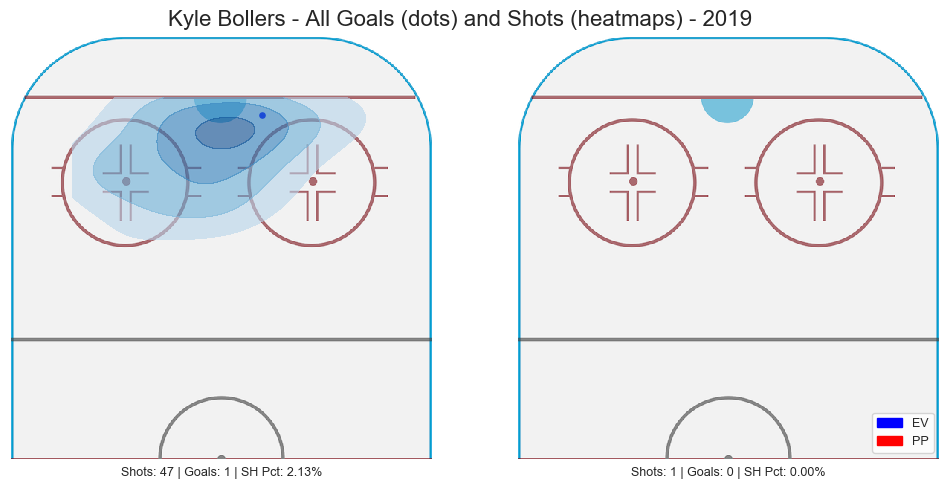 Kyle Bollers - All Goals (dots) and Shots (heatmaps) - 2019
EV
PP
Shots: 47 | Goals: 1 | SH Pct: 2.13%
Shots: 1 | Goals: 0 | SH Pct: 0.00%